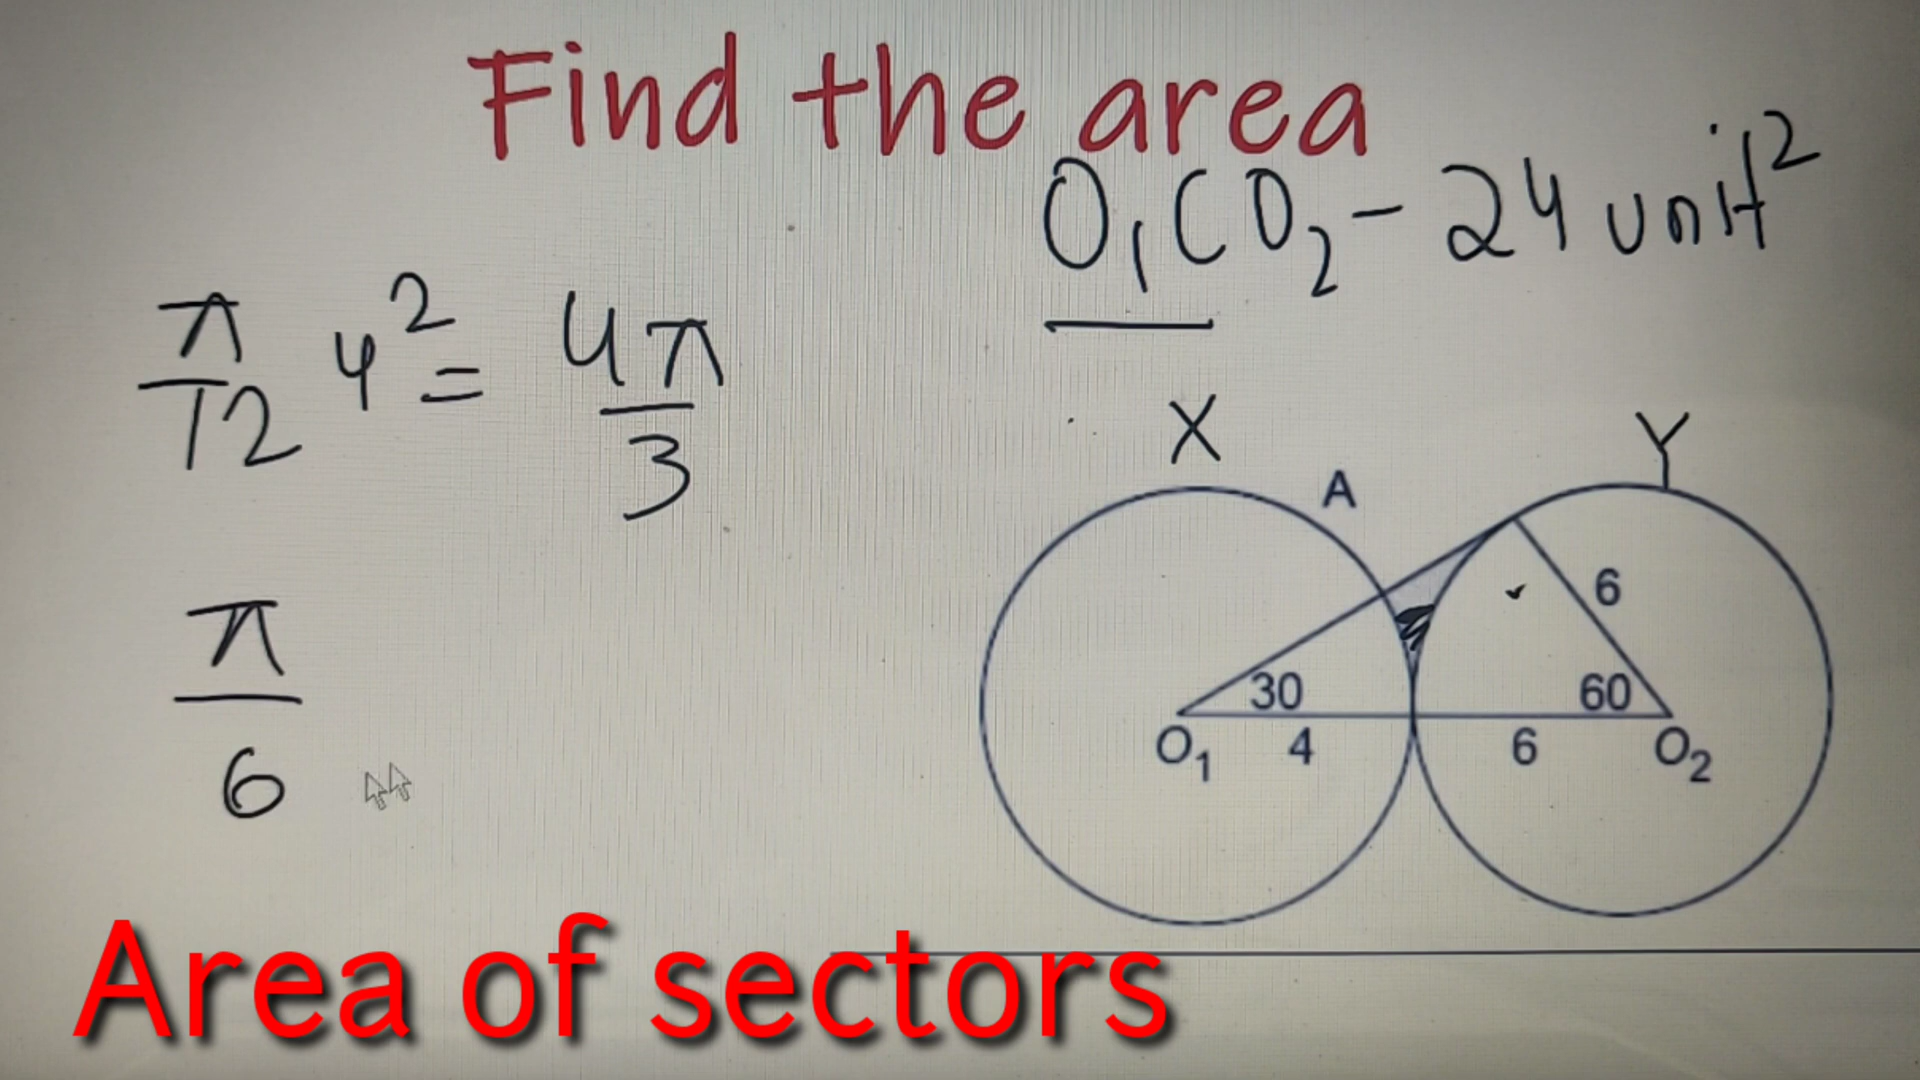 Find the area
O₁CO₂ - 24 unit²
π/12 4² = 4π/3
X
Y
A
6
π/6
30
60
O₁
4
6
O₂
Area of sectors